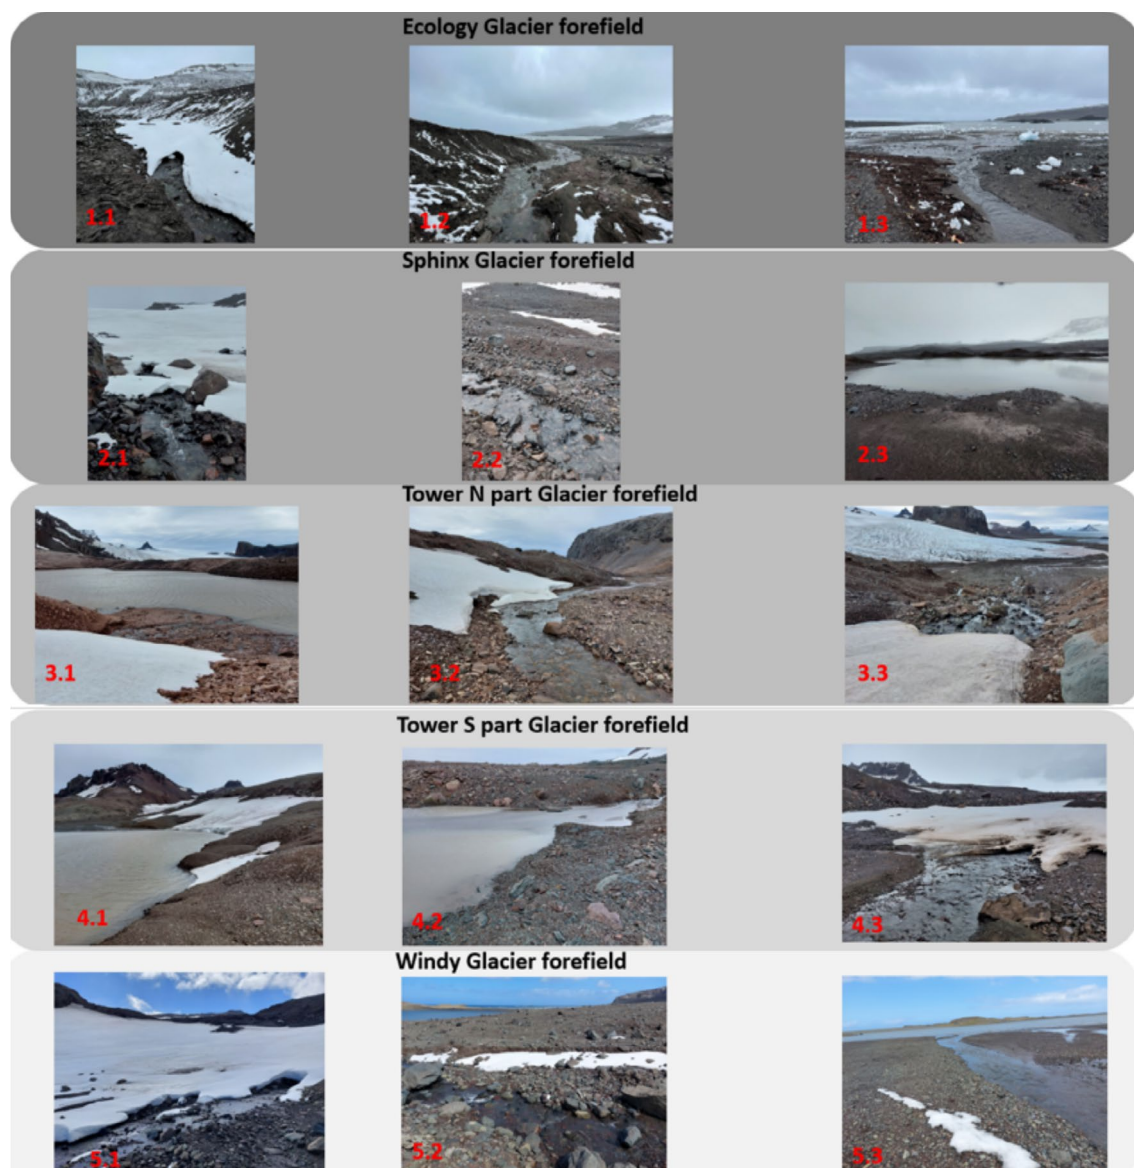 Ecology Glacier forefield
1.1 1.2 1.3
Sphinx Glacier forefield
2.1 2.2 2.3
Tower N part Glacier forefield
3.1 3.2 3.3
Tower S part Glacier forefield
4.1 4.2 4.3
Windy Glacier forefield
5.1 5.2 5.3